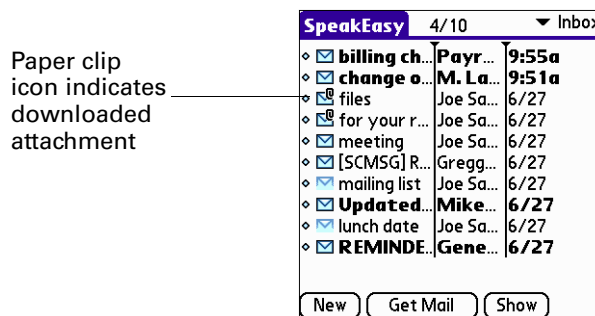 Paper clip
icon indicates
downloaded
attachment
SpeakEasy 4/10 Inbox
billing ch... Payr... 9:55a
change o... M. La... 9:51a
files Joe Sa... 6/27
for your r... Joe Sa... 6/27
meeting Joe Sa... 6/27
[SCMSG] R... Gregg... 6/27
mailing list Joe Sa... 6/27
Updated... Mike... 6/27
lunch date Joe Sa... 6/27
REMINDE... Gene... 6/27
New Get Mail Show